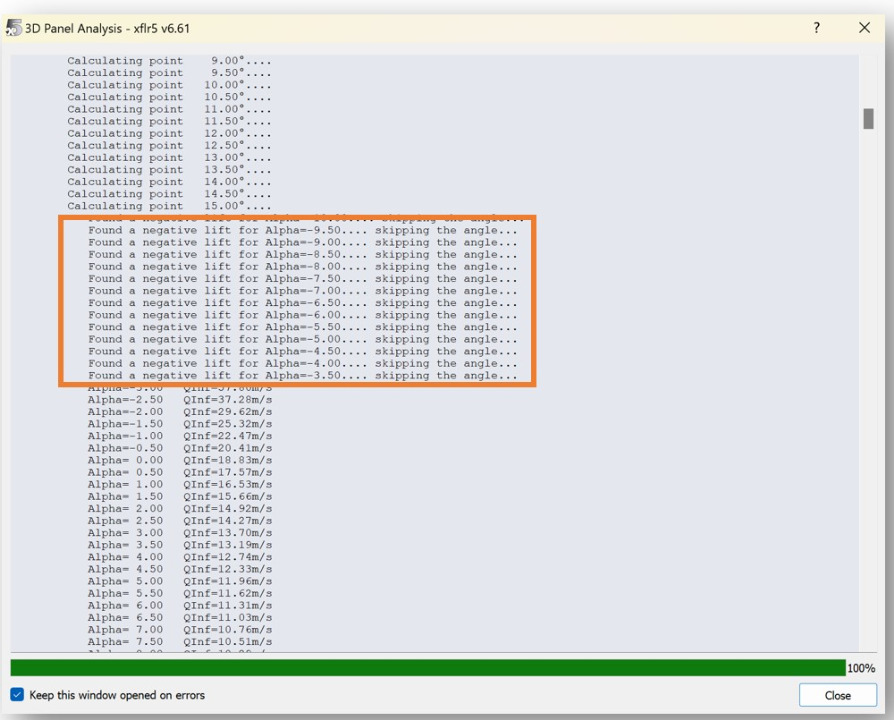 3D Panel Analysis - xflr5 v6.61
Calculating point 9.00°....
Calculating point 9.50°....
Calculating point 10.00°....
Calculating point 10.50°....
Calculating point 11.00°....
Calculating point 11.50°....
Calculating point 12.00°....
Calculating point 12.50°....
Calculating point 13.00°....
Calculating point 13.50°....
Calculating point 14.00°....
Calculating point 14.50°....
Calculating point 15.00°....
Found a negative lift for Alpha=-10.00.... skipping the angle...
Found a negative lift for Alpha=-9.50.... skipping the angle...
Found a negative lift for Alpha=-9.00.... skipping the angle...
Found a negative lift for Alpha=-8.50.... skipping the angle...
Found a negative lift for Alpha=-8.00.... skipping the angle...
Found a negative lift for Alpha=-7.50.... skipping the angle...
Found a negative lift for Alpha=-7.00.... skipping the angle...
Found a negative lift for Alpha=-6.50.... skipping the angle...
Found a negative lift for Alpha=-6.00.... skipping the angle...
Found a negative lift for Alpha=-5.50.... skipping the angle...
Found a negative lift for Alpha=-5.00.... skipping the angle...
Found a negative lift for Alpha=-4.50.... skipping the angle...
Found a negative lift for Alpha=-4.00.... skipping the angle...
Found a negative lift for Alpha=-3.50.... skipping the angle...
Alpha=-3.00
Alpha=-2.50 QInf=37.28m/s
Alpha=-2.00 QInf=29.62m/s
Alpha=-1.50 QInf=25.32m/s
Alpha=-1.00 QInf=22.47m/s
Alpha=-0.50 QInf=20.41m/s
Alpha= 0.00 QInf=18.83m/s
Alpha= 0.50 QInf=17.57m/s
Alpha= 1.00 QInf=16.53m/s
Alpha= 1.50 QInf=15.66m/s
Alpha= 2.00 QInf=14.92m/s
Alpha= 2.50 QInf=14.27m/s
Alpha= 3.00 QInf=13.70m/s
Alpha= 3.50 QInf=13.19m/s
Alpha= 4.00 QInf=12.74m/s
Alpha= 4.50 QInf=12.33m/s
Alpha= 5.00 QInf=11.96m/s
Alpha= 5.50 QInf=11.62m/s
Alpha= 6.00 QInf=11.31m/s
Alpha= 6.50 QInf=11.03m/s
Alpha= 7.00 QInf=10.76m/s
Alpha= 7.50 QInf=10.51m/s
100%
Keep this window opened on errors
Close